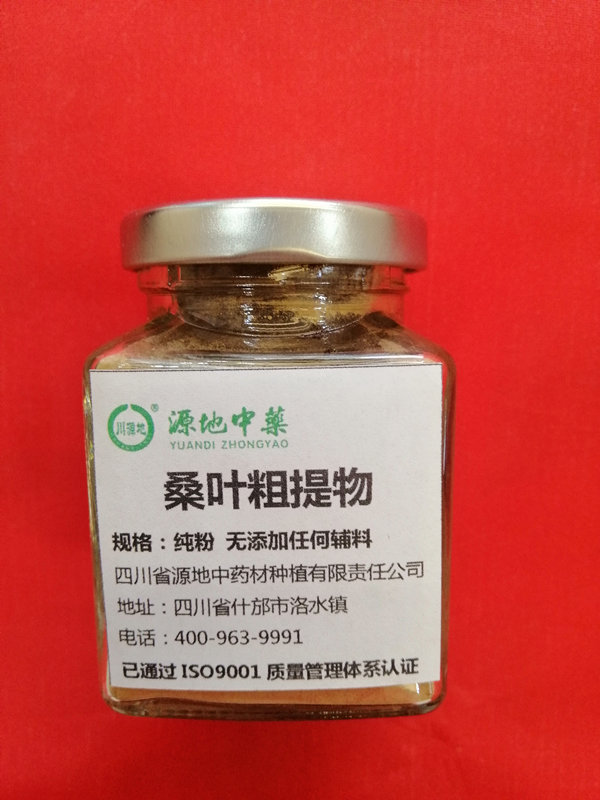 川源地®
源地中藥
YUANDI ZHONGYAO
桑叶粗提物
规格：纯粉 无添加任何辅料
四川省源地中药材种植有限责任公司
地址：四川省什邡市洛水镇
电话：400-963-9991
已通过 ISO9001 质量管理体系认证